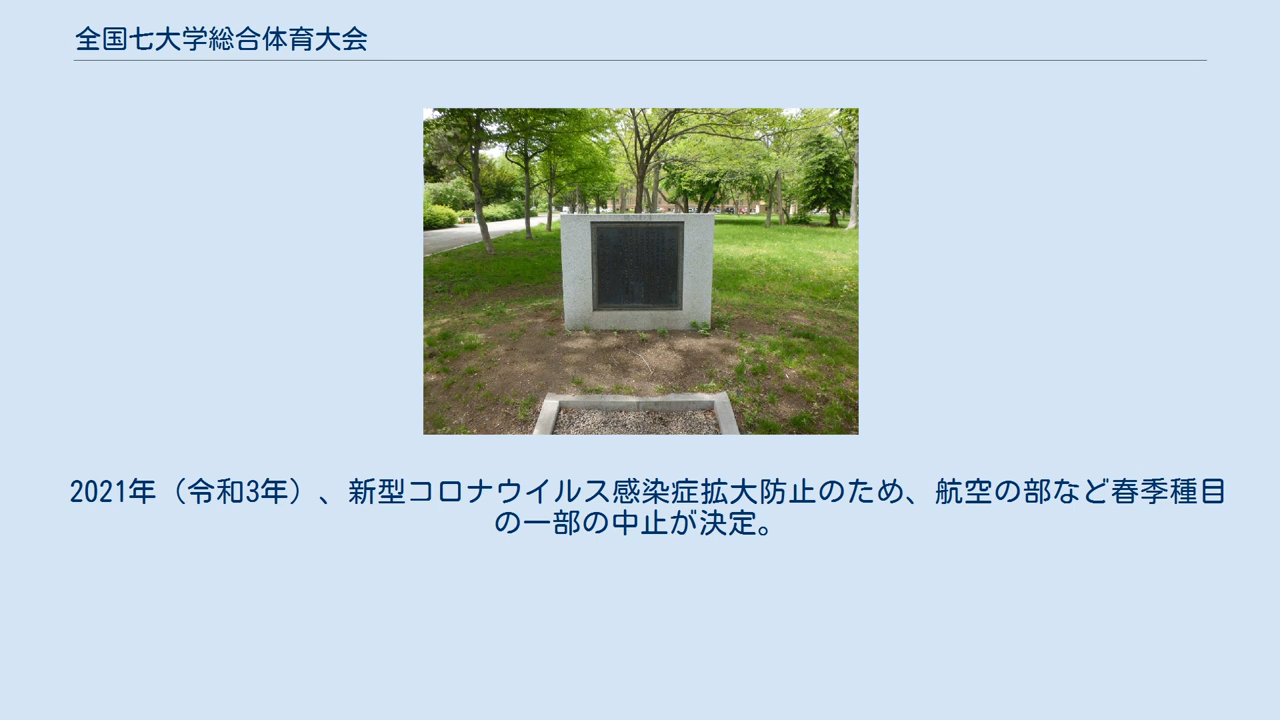 全国七大学総合体育大会
2021年（令和3年）、新型コロナウイルス感染症拡大防止のため、航空の部など春季種目
の一部の中止が決定。